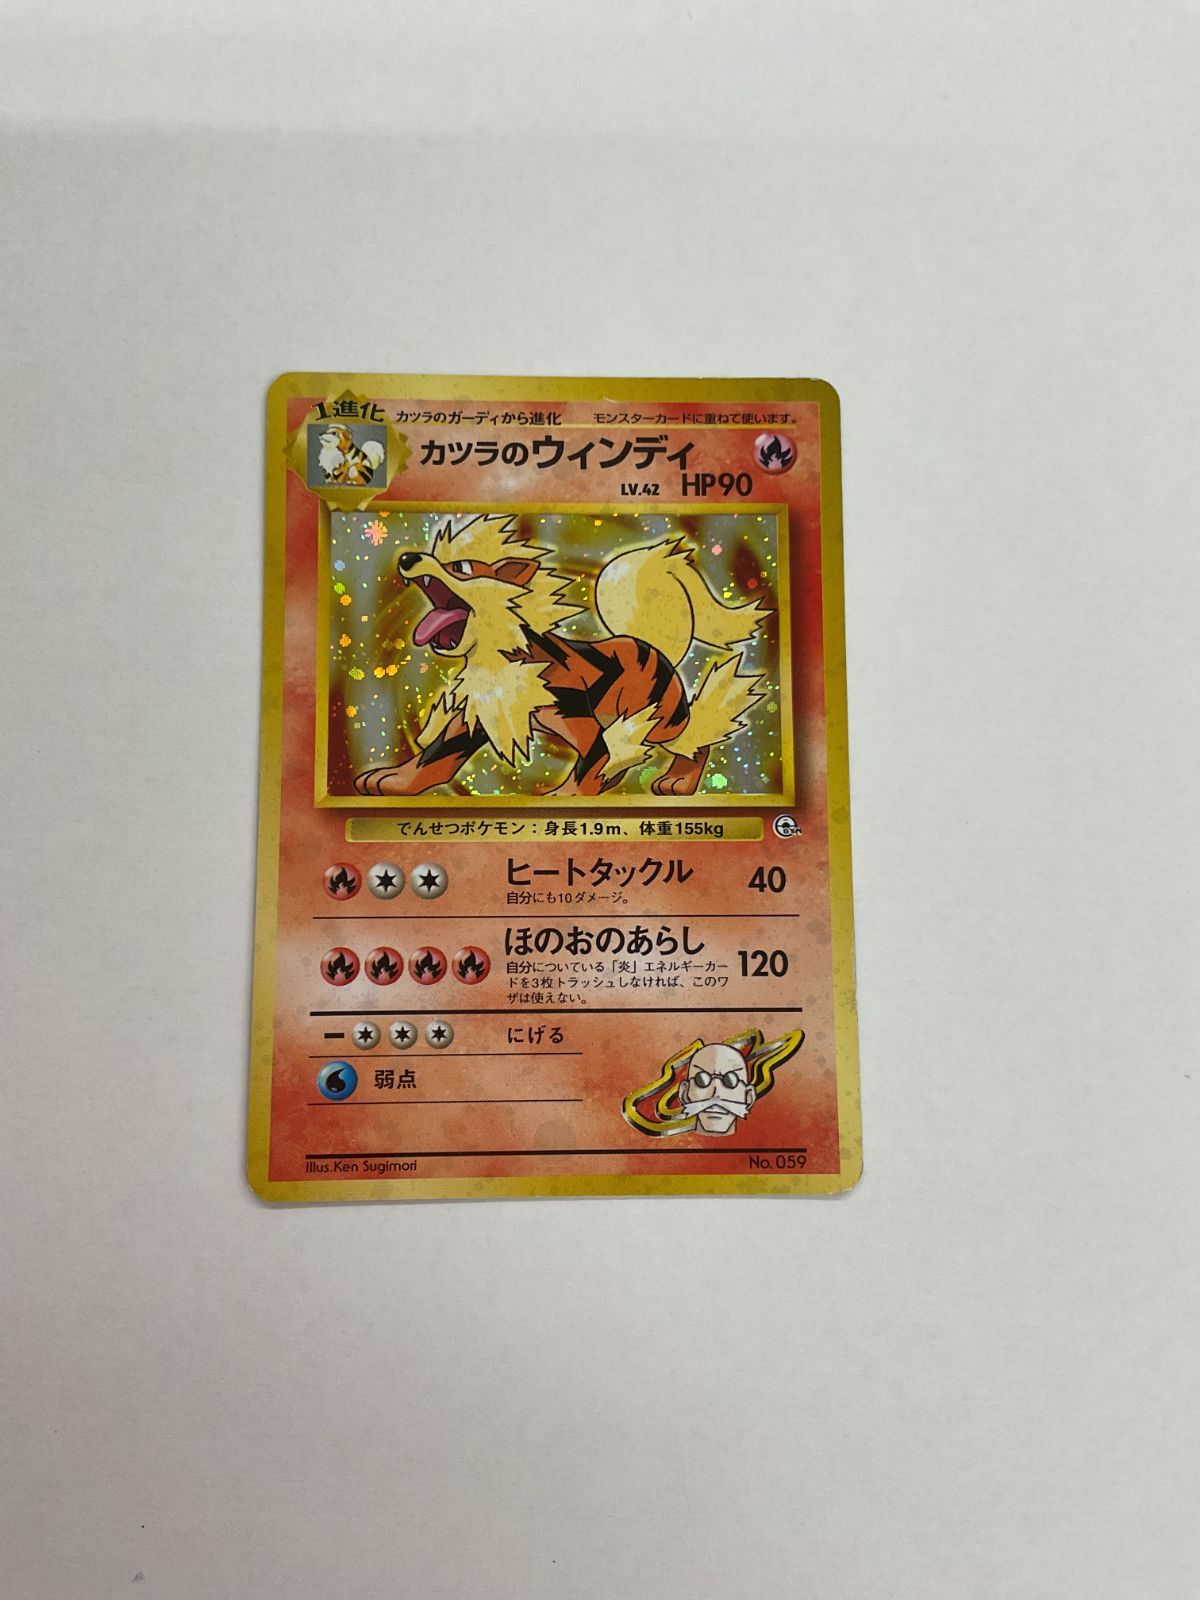 1進化 カツラのガーディから進化 モンスターカードに重ねて使います。
カツラのウィンディ
LV.42 HP90
でんせつポケモン：身長1.9m、体重155kg
GYM
ヒートタックル 40
自分にも10ダメージ。
ほのおのあらし 120
自分についている「炎」エネルギーカー
ドを3枚トラッシュしなければ、このワ
ザは使えない。
ー にげる
弱点
Illus.Ken Sugimori No. 059